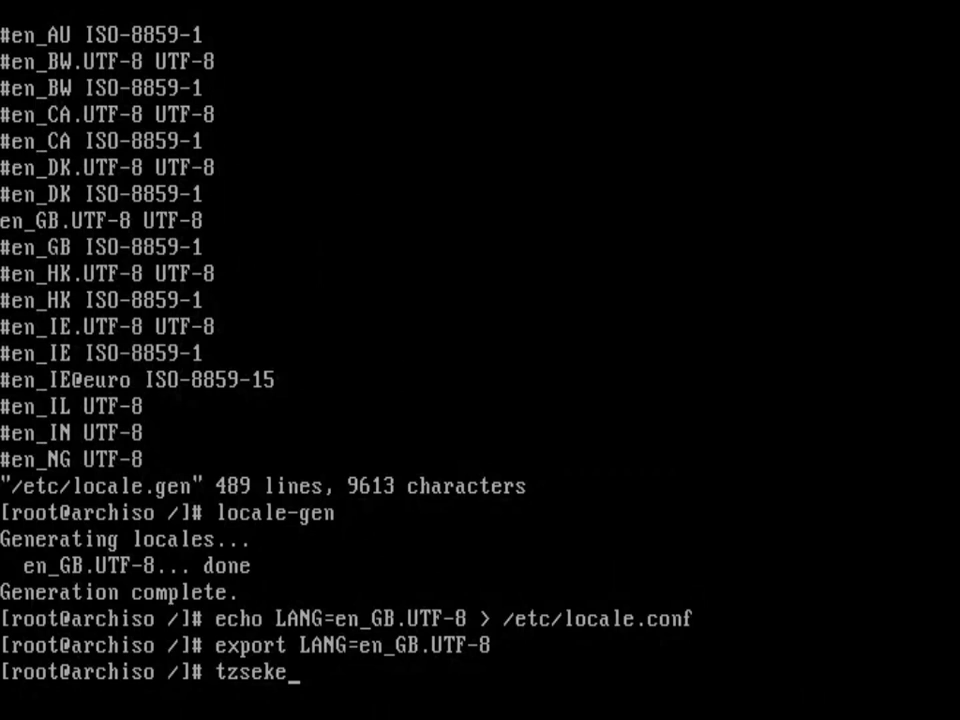 #en_AU ISO-8859-1
#en_BW.UTF-8 UTF-8
#en_BW ISO-8859-1
#en_CA.UTF-8 UTF-8
#en_CA ISO-8859-1
#en_DK.UTF-8 UTF-8
#en_DK ISO-8859-1
en_GB.UTF-8 UTF-8
#en_GB ISO-8859-1
#en_HK.UTF-8 UTF-8
#en_HK ISO-8859-1
#en_IE.UTF-8 UTF-8
#en_IE ISO-8859-1
#en_IE@euro ISO-8859-15
#en_IL UTF-8
#en_IN UTF-8
#en_NG UTF-8
"/etc/locale.gen" 489 lines, 9613 characters
[root@archiso /]# locale-gen
Generating locales...
  en_GB.UTF-8... done
Generation complete.
[root@archiso /]# echo LANG=en_GB.UTF-8 > /etc/locale.conf
[root@archiso /]# export LANG=en_GB.UTF-8
[root@archiso /]# tzseke_